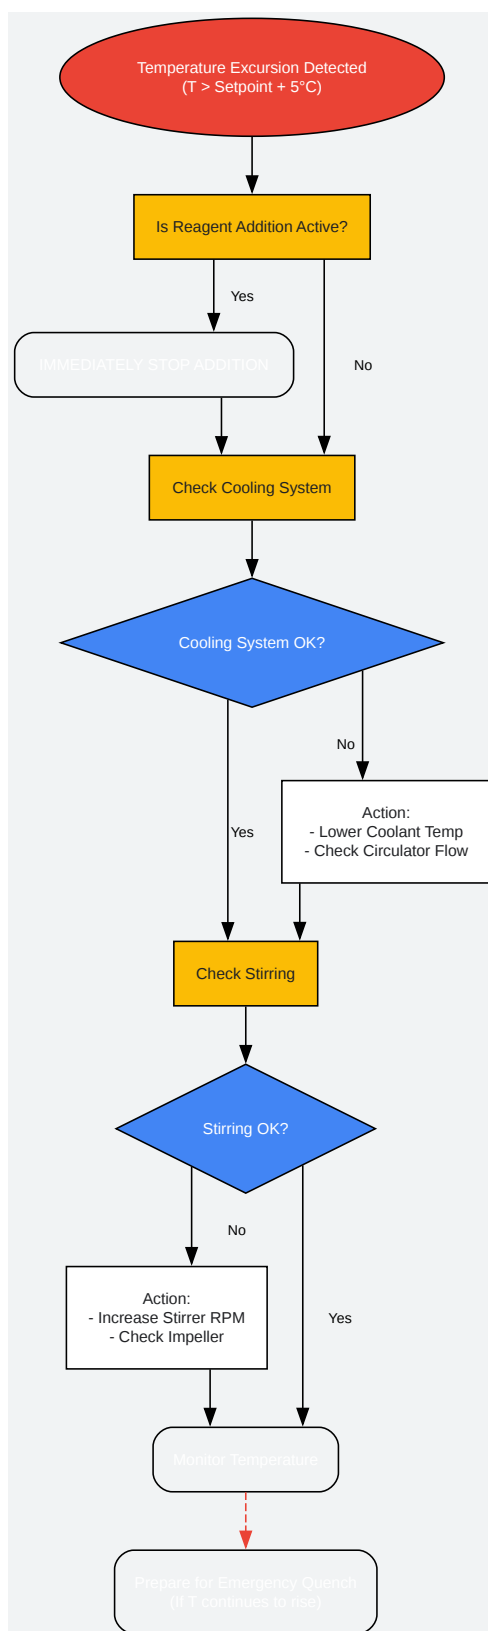 Temperature Excursion Detected
(T > Setpoint + 5°C)
Is Reagent Addition Active?
Yes
IMMEDIATELY STOP ADDITION
No
Check Cooling System
Cooling System OK?
No
Action:
- Lower Coolant Temp
- Check Circulator Flow
Yes
Check Stirring
Stirring OK?
No
Action:
- Increase Stirrer RPM
- Check Impeller
Yes
Monitor Temperature
Prepare for Emergency Quench
(If T continues to rise)